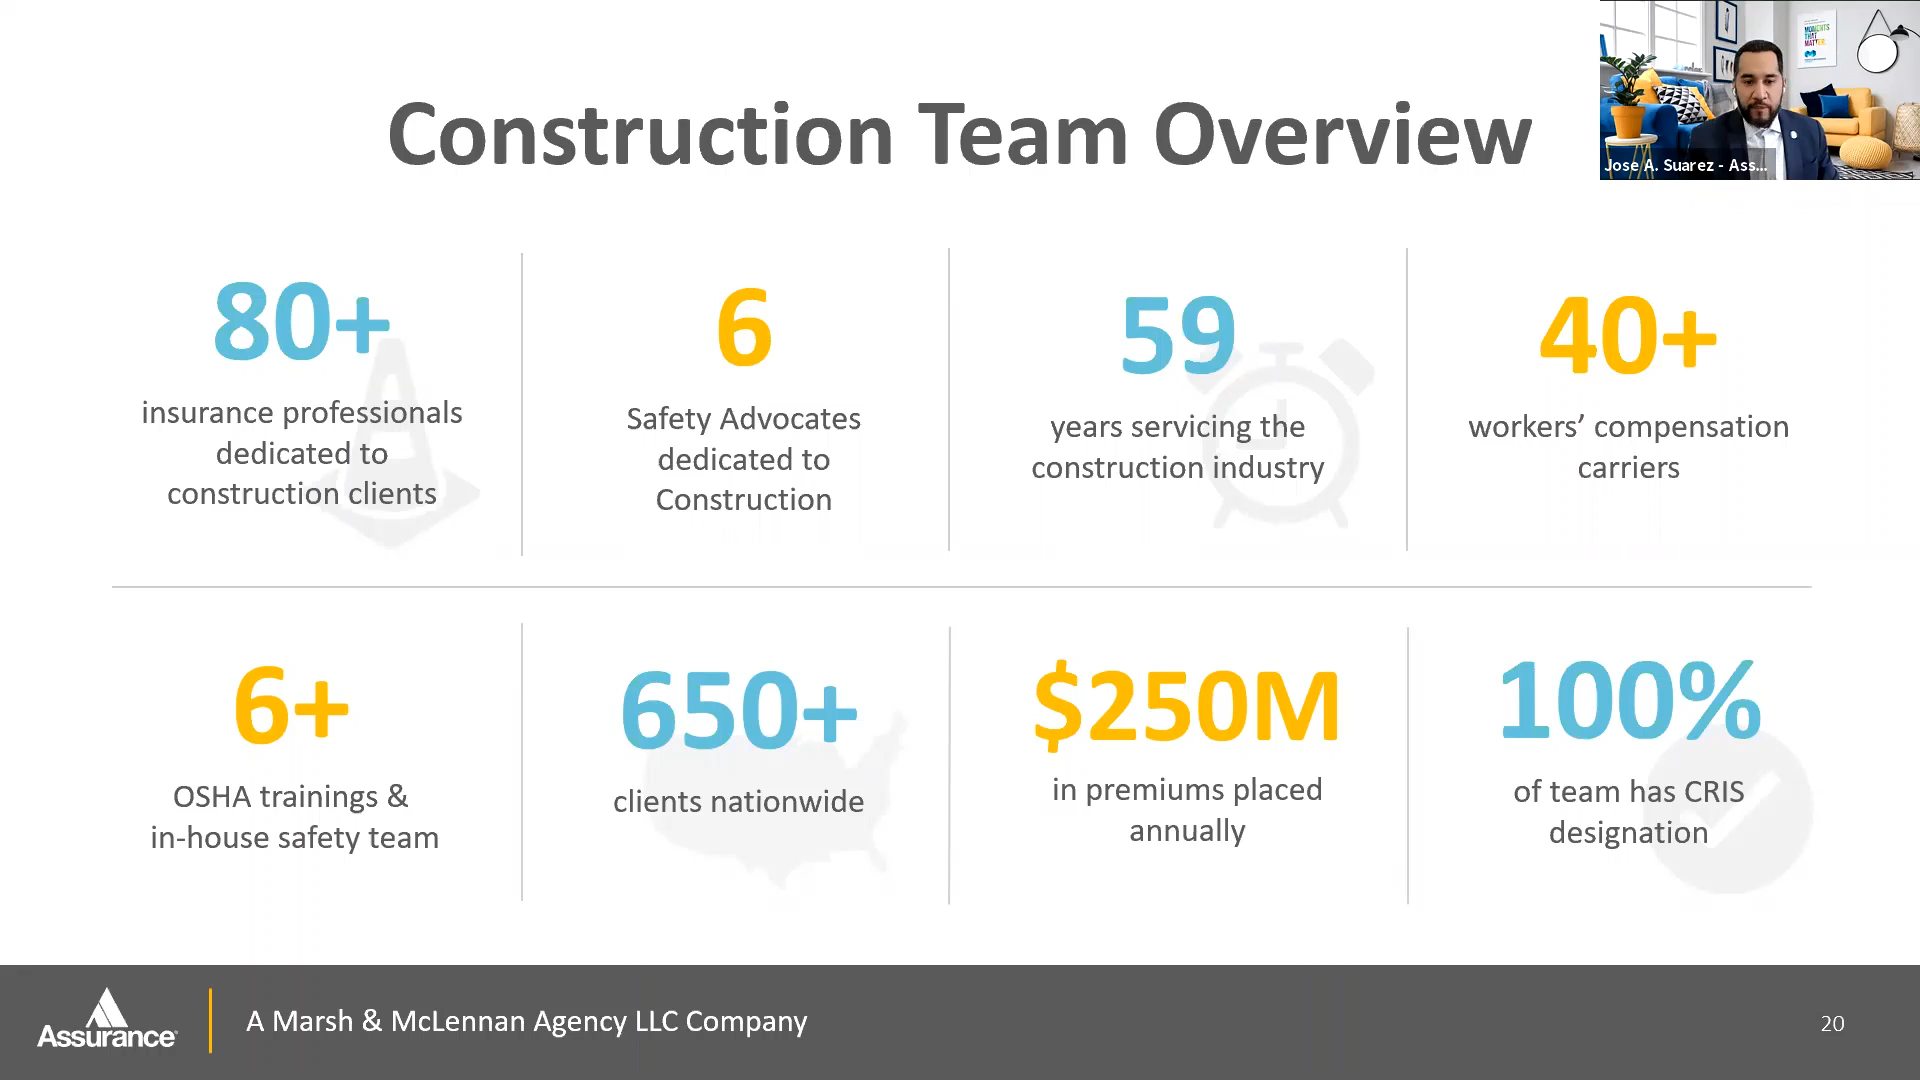 Construction Team Overview
MOMENTS
THAT
MATTER
Jose A. Suarez - Ass...
80+
insurance professionals
dedicated to
construction clients
6
Safety Advocates
dedicated to
Construction
59
years servicing the
construction industry
40+
workers’ compensation
carriers
6+
OSHA trainings &
in-house safety team
650+
clients nationwide
$250M
in premiums placed
annually
100%
of team has CRIS
designation
Assurance
A Marsh & McLennan Agency LLC Company
20